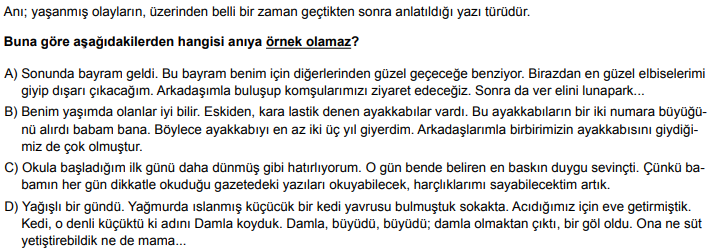 Anı; yaşanmış olayların, üzerinden belli bir zaman geçtikten sonra anlatıldığı yazı türüdür.
Buna göre aşağıdakilerden hangisi anıya örnek olamaz?
A) Sonunda bayram geldi. Bu bayram benim için diğerlerinden güzel geçeceğe benziyor. Birazdan en güzel elbiselerimi
giyip dışarı çıkacağım. Arkadaşımla buluşup komşularımızı ziyaret edeceğiz. Sonra da ver elini lunapark...
B) Benim yaşımda olanlar iyi bilir. Eskiden, kara lastik denen ayakkabılar vardı. Bu ayakkabıların bir iki numara büyüğü-
nü alırdı babam bana. Böylece ayakkabıyı en az iki üç yıl giyerdim. Arkadaşlarımla birbirimizin ayakkabısını giydiği-
miz de çok olmuştur.
C) Okula başladığım ilk günü daha dünmüş gibi hatırlıyorum. O gün bende beliren en baskın duygu sevinçti. Çünkü ba-
bamın her gün dikkatle okuduğu gazetedeki yazıları okuyabilecek, harçlıklarımı sayabilecektim artık.
D) Yağışlı bir gündü. Yağmurda ıslanmış küçücük bir kedi yavrusu bulmuştuk sokakta. Acıdığımız için eve getirmiştik.
Kedi, o denli küçüktü ki adını Damla koyduk. Damla, büyüdü, büyüdü; damla olmaktan çıktı, bir göl oldu. Ona ne süt
yetiştirebildik ne de mama...